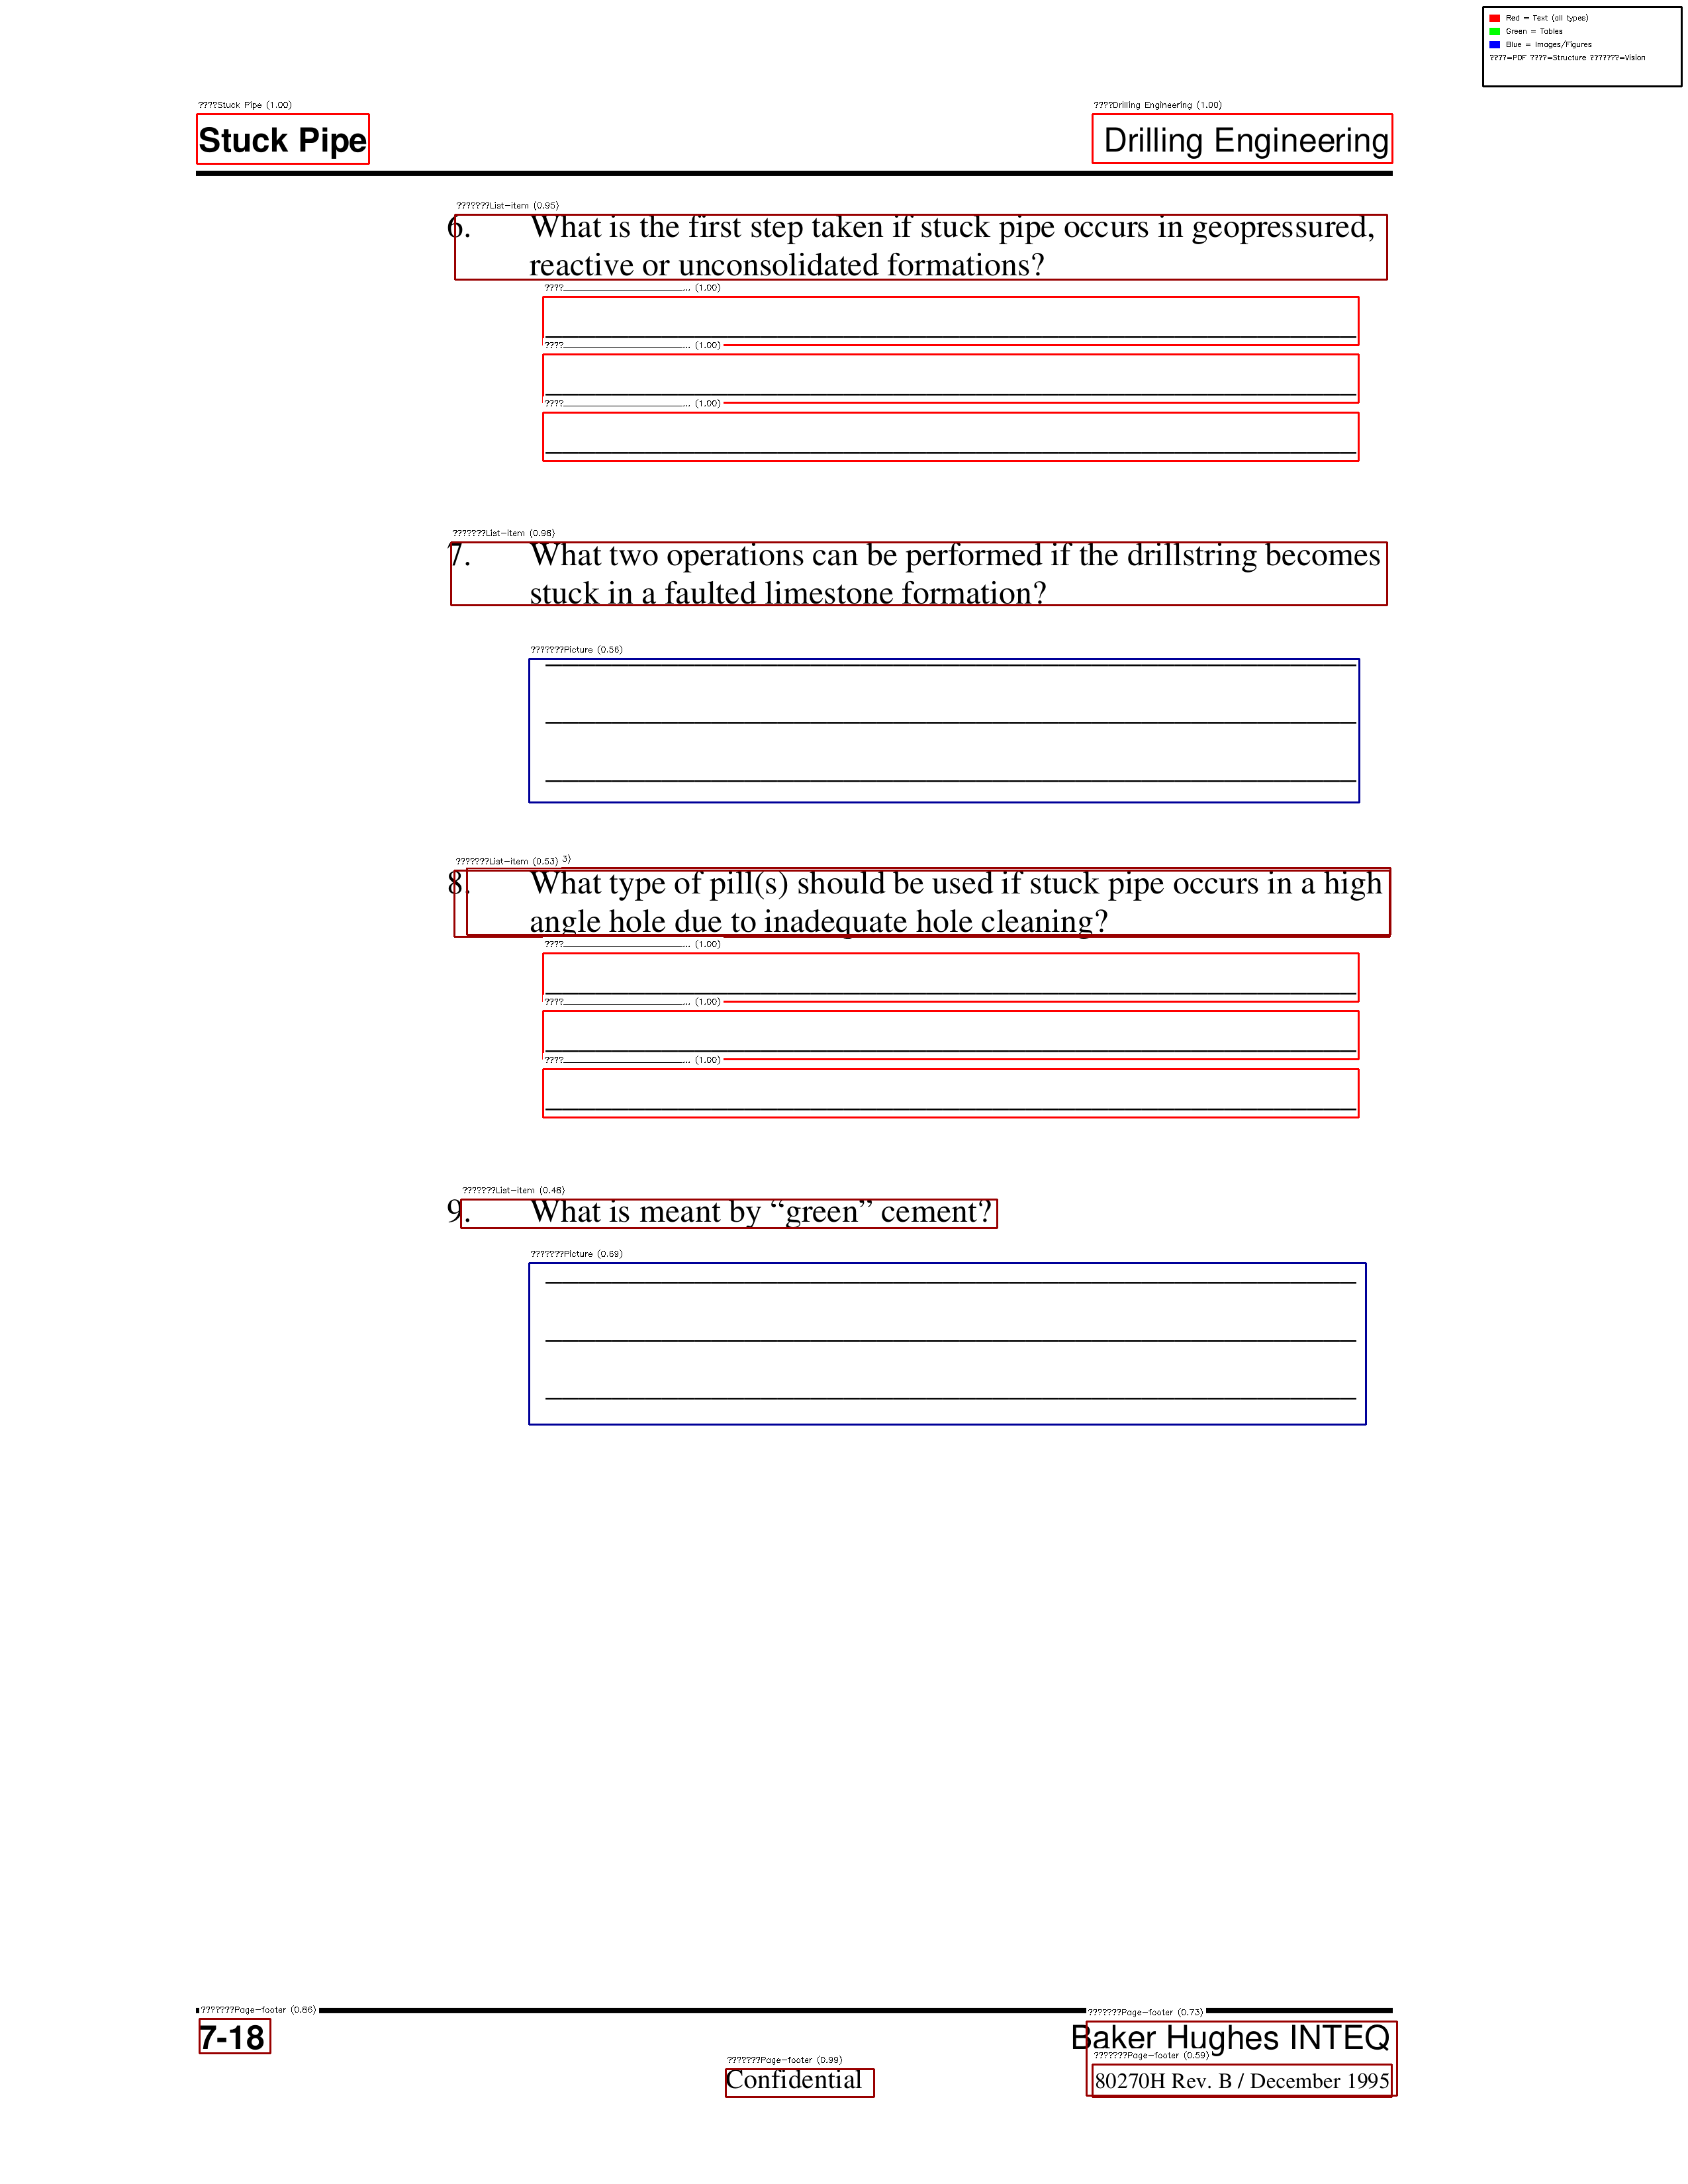 Red = Text (all types)
Green = Tables
Blue = Images/Figures
????=PDF ????=Structure ???????=Vision
????Stuck Pipe (1.00)
????Drilling Engineering (1.00)
Stuck Pipe
Drilling Engineering
???????List-item (0.95)
6. What is the first step taken if stuck pipe occurs in geopressured,
reactive or unconsolidated formations?
????______________________________... (1.00)
????______________________________... (1.00)
????______________________________... (1.00)
???????List-item (0.98)
7. What two operations can be performed if the drillstring becomes
stuck in a faulted limestone formation?
???????Picture (0.56)
???????List-item (0.53) 3)
8. What type of pill(s) should be used if stuck pipe occurs in a high
angle hole due to inadequate hole cleaning?
????______________________________... (1.00)
????______________________________... (1.00)
????______________________________... (1.00)
???????List-item (0.48)
9. What is meant by “green” cement?
???????Picture (0.69)
???????Page-footer (0.86)
???????Page-footer (0.73)
7-18
Baker Hughes INTEQ
???????Page-footer (0.99)
???????Page-footer (0.59)
Confidential
80270H Rev. B / December 1995